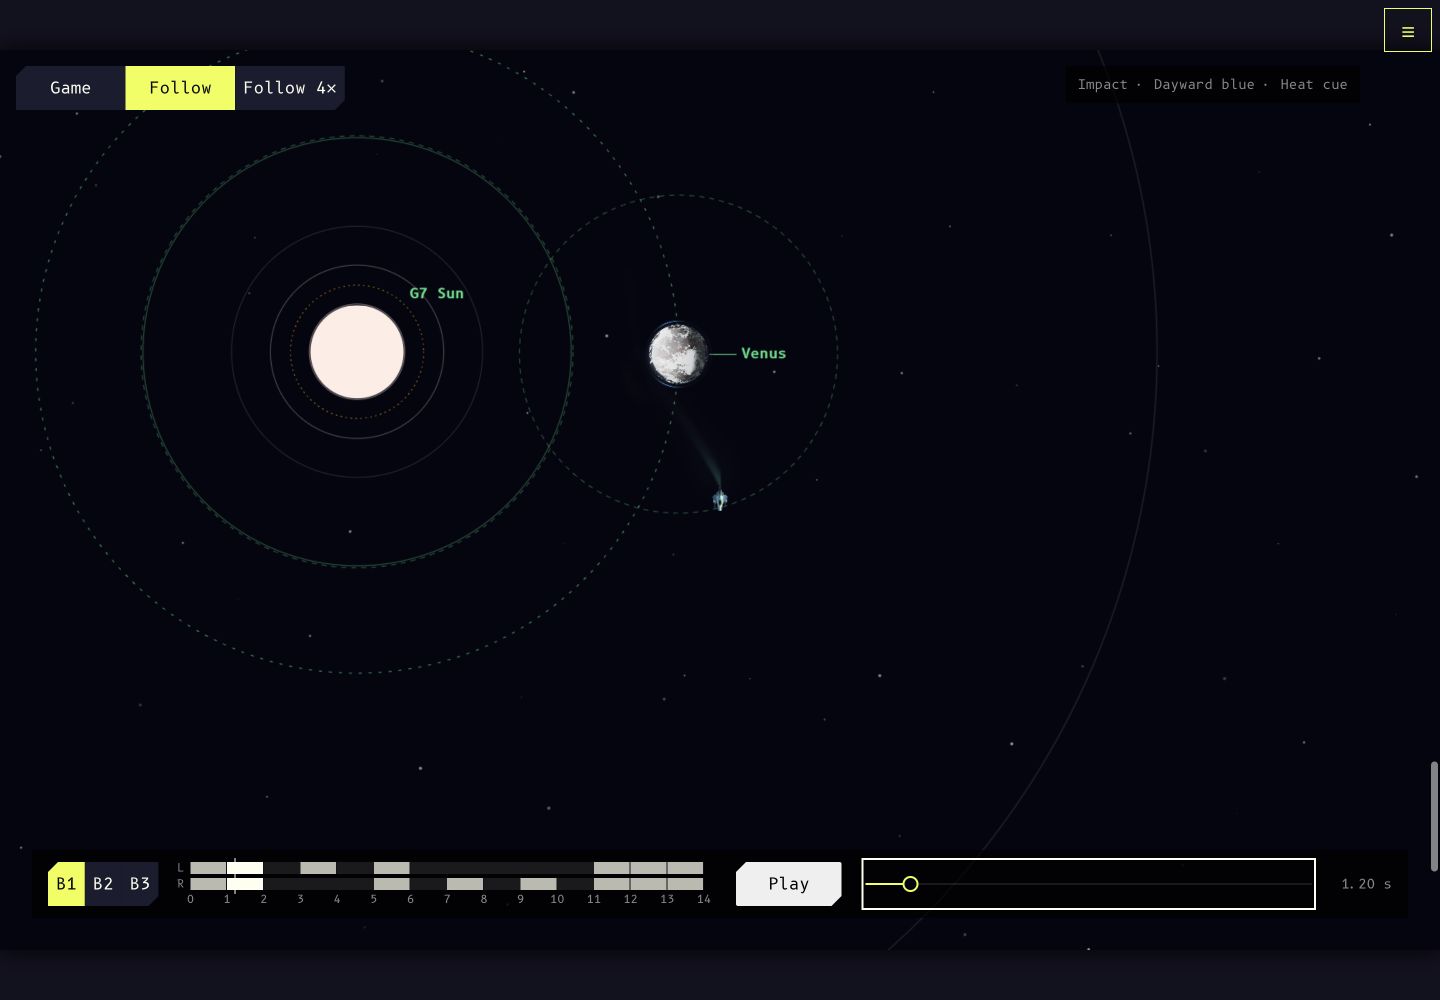 ≡
Game Follow Follow 4×
Impact · Dayward blue · Heat cue
G7 Sun
Venus
B1 B2 B3
L
R
0 1 2 3 4 5 6 7 8 9 10 11 12 13 14
Play
1.20 s